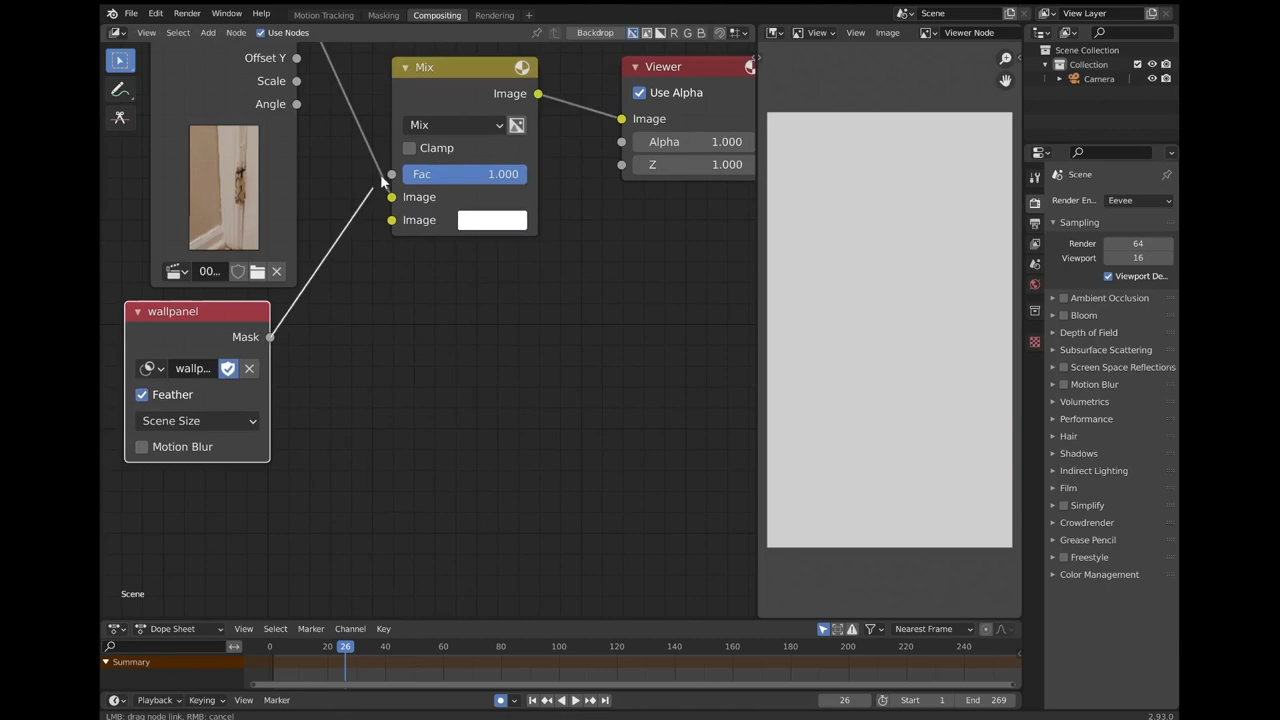 File Edit Render Window Help Motion Tracking Masking Compositing Rendering + Scene View Layer
View Select Add Node Use Nodes Backdrop R G B View View Image Viewer Node
Scene Collection
Collection
Camera
Offset Y
Scale
Angle
00...
Mix
Image
Mix
Clamp
Fac 1.000
Image
Image
Viewer
Use Alpha
Image
Alpha 1.000
Z 1.000
wallpanel
Mask
wallp...
Feather
Scene Size
Motion Blur
Scene
Scene
Render En... Eevee
Sampling
Render 64
Viewport 16
Viewport De...
Ambient Occlusion
Bloom
Depth of Field
Subsurface Scattering
Screen Space Reflections
Motion Blur
Volumetrics
Performance
Hair
Shadows
Indirect Lighting
Film
Simplify
Crowdrender
Grease Pencil
Freestyle
Color Management
Dope Sheet View Select Marker Channel Key Nearest Frame
0 20 26 40 60 80 100 120 140 160 180 200 220 240
Summary
Playback Keying View Marker 26 Start 1 End 269
LMB: drag node link, RMB: cancel 2.93.0